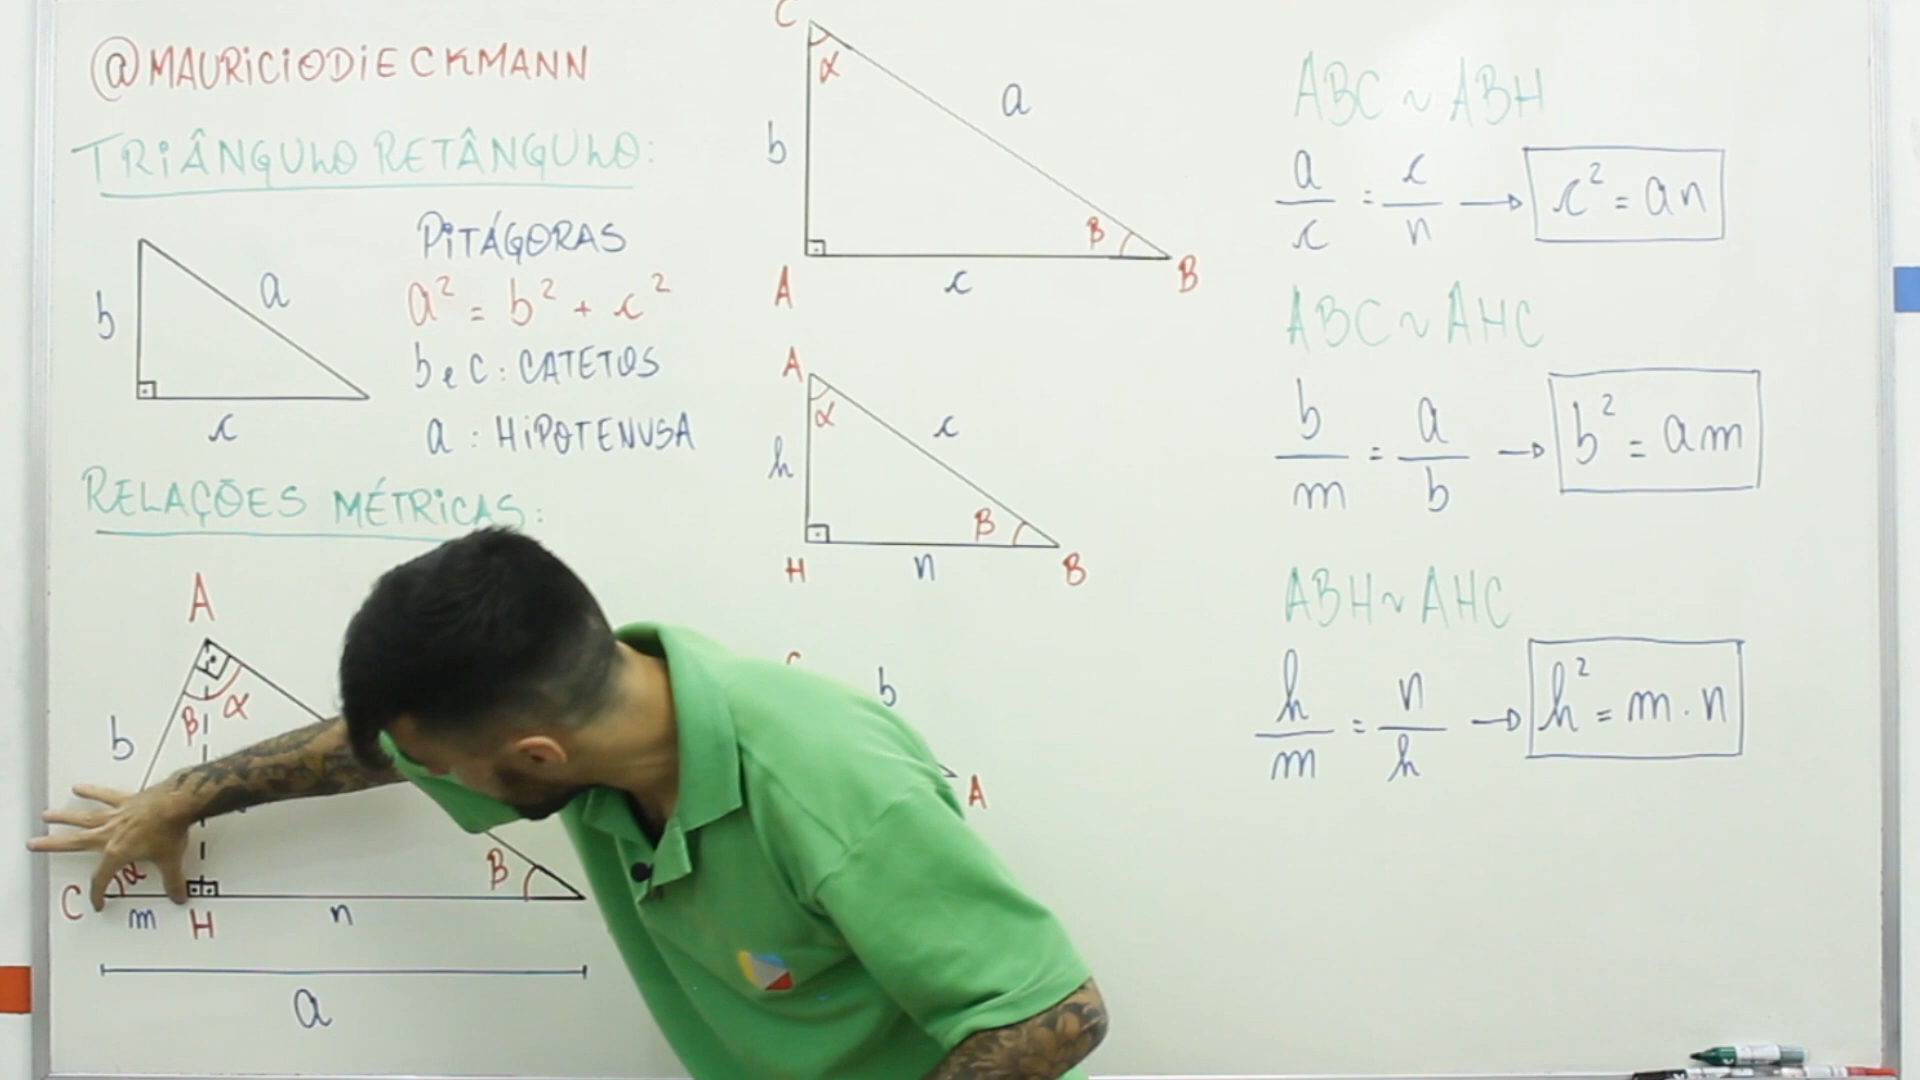 @MAURICIODIECKMANN
TRIÂNGULO RETÂNGULO:
b
a
c
PITÁGORAS
a² = b² + c²
b e c : CATETOS
a : HIPOTENUSA
RELAÇÕES MÉTRICAS:
A
B α
b
C α
B
m H n
a
C
α
b
a
B
A c B
A
α
h
c
B
H n B
b
A
ABC ~ ABH
a/c = c/n → c² = an
ABC ~ AHC
b/m = a/b → b² = am
ABH ~ AHC
h/m = n/h → h² = m . n